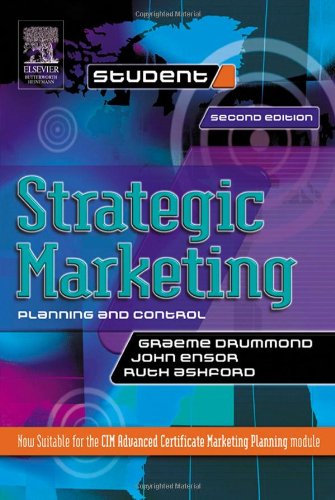 ELSEVIER
BUTTERWORTH
HEINEMANN
STUDENT
SECOND EDITION
Strategic
Marketing
PLANNING AND CONTROL
GRAEME DRUMMOND
JOHN ENSOR
RUTH ASHFORD
Now Suitable for the CIM Advanced Certificate Marketing Planning module